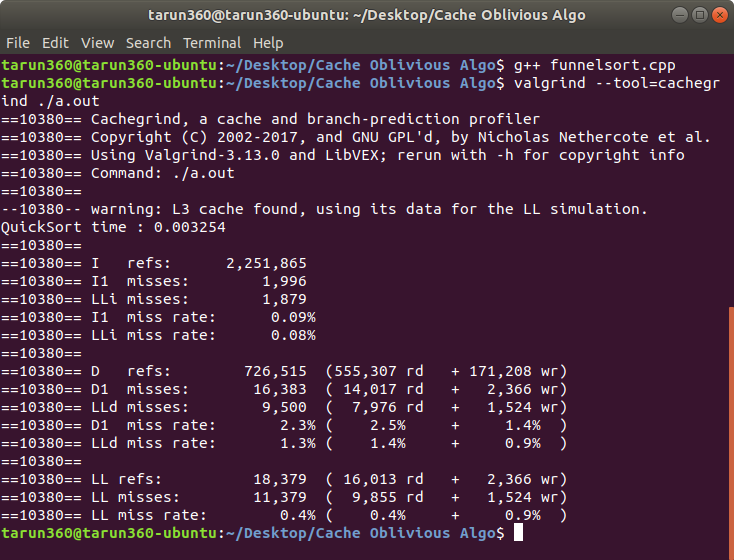 tarun360@tarun360-ubuntu: ~/Desktop/Cache Oblivious Algo
File Edit View Search Terminal Help
tarun360@tarun360-ubuntu:~/Desktop/Cache Oblivious Algo$ g++ funnelsort.cpp
tarun360@tarun360-ubuntu:~/Desktop/Cache Oblivious Algo$ valgrind --tool=cachegr
ind ./a.out
==10380== Cachegrind, a cache and branch-prediction profiler
==10380== Copyright (C) 2002-2017, and GNU GPL'd, by Nicholas Nethercote et al.
==10380== Using Valgrind-3.13.0 and LibVEX; rerun with -h for copyright info
==10380== Command: ./a.out
==10380==
--10380-- warning: L3 cache found, using its data for the LL simulation.
QuickSort time : 0.003254
==10380==
==10380== I   refs:      2,251,865
==10380== I1  misses:        1,996
==10380== LLi misses:        1,879
==10380== I1  miss rate:      0.09%
==10380== LLi miss rate:      0.08%
==10380==
==10380== D   refs:        726,515  (555,307 rd   + 171,208 wr)
==10380== D1  misses:       16,383  ( 14,017 rd   +   2,366 wr)
==10380== LLd misses:        9,500  (  7,976 rd   +   1,524 wr)
==10380== D1  miss rate:       2.3% (    2.5%     +     1.4%  )
==10380== LLd miss rate:       1.3% (    1.4%     +     0.9%  )
==10380==
==10380== LL refs:          18,379  ( 16,013 rd   +   2,366 wr)
==10380== LL misses:        11,379  (  9,855 rd   +   1,524 wr)
==10380== LL miss rate:        0.4% (    0.4%     +     0.9%  )
tarun360@tarun360-ubuntu:~/Desktop/Cache Oblivious Algo$